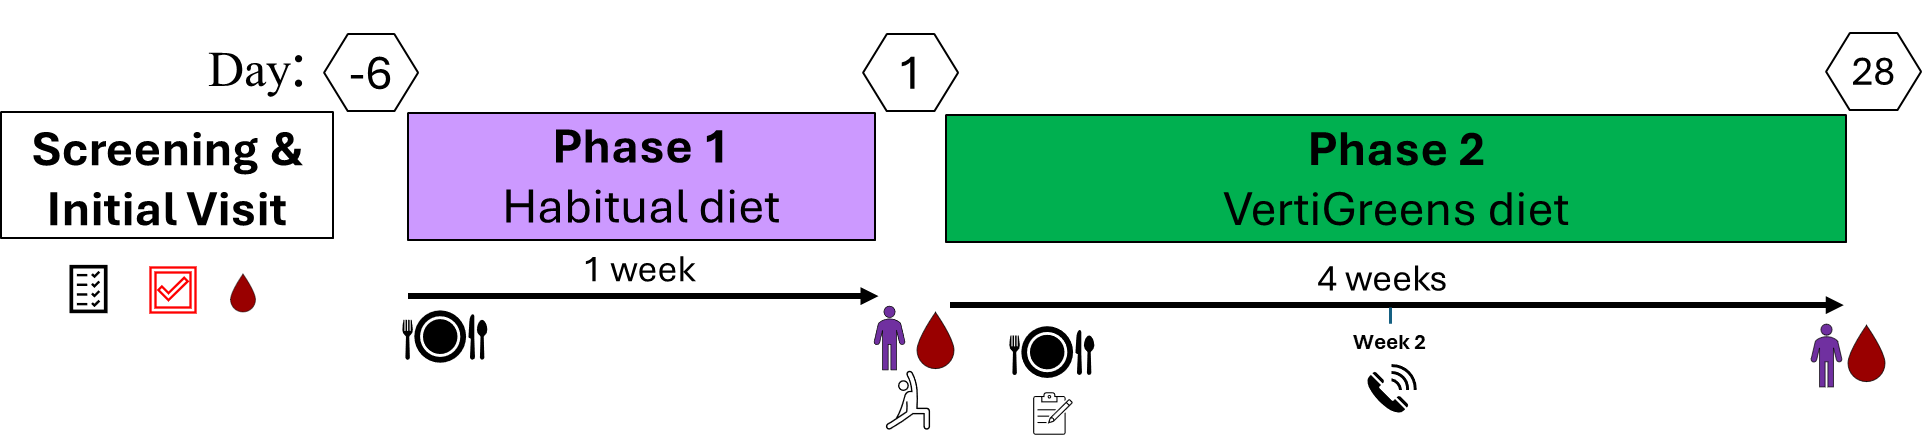 Day:
-6
1
28
Screening &
Initial Visit
Phase 1
Habitual diet
Phase 2
VertiGreens diet
1 week
4 weeks
Week 2